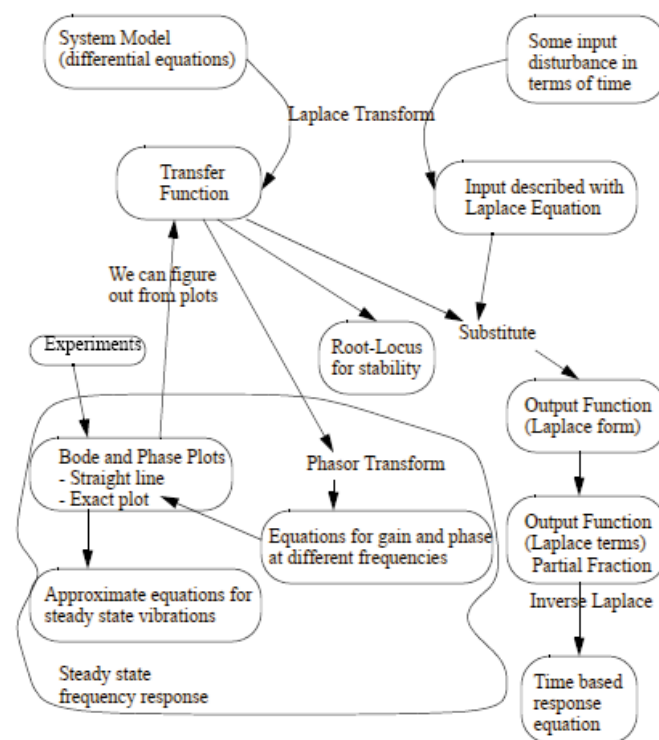 System Model
(differential equations)
Some input
disturbance in
terms of time
Laplace Transform
Transfer
Function
Input described with
Laplace Equation
We can figure
out from plots
Substitute
Experiments
Root-Locus
for stability
Output Function
(Laplace form)
Bode and Phase Plots
- Straight line
- Exact plot
Phasor Transform
Equations for gain and phase
at different frequencies
Output Function
(Laplace terms)
Partial Fraction
Approximate equations for
steady state vibrations
Inverse Laplace
Steady state
frequency response
Time based
response
equation